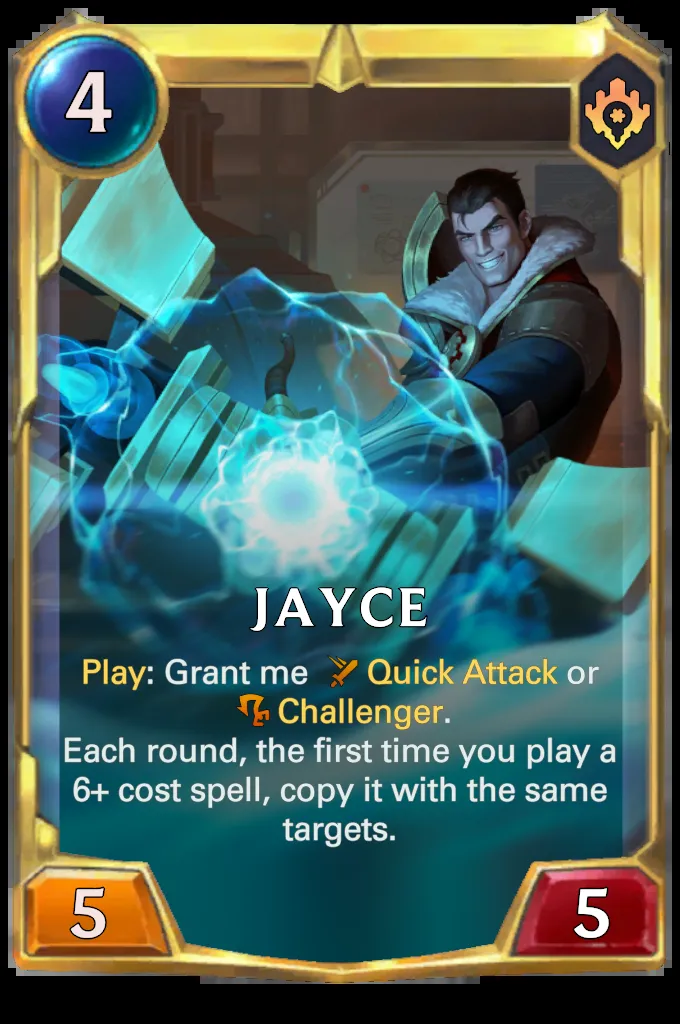 4
JAYCE
Play: Grant me Quick Attack or
Challenger.
Each round, the first time you play a
6+ cost spell, copy it with the same
targets.
5 5